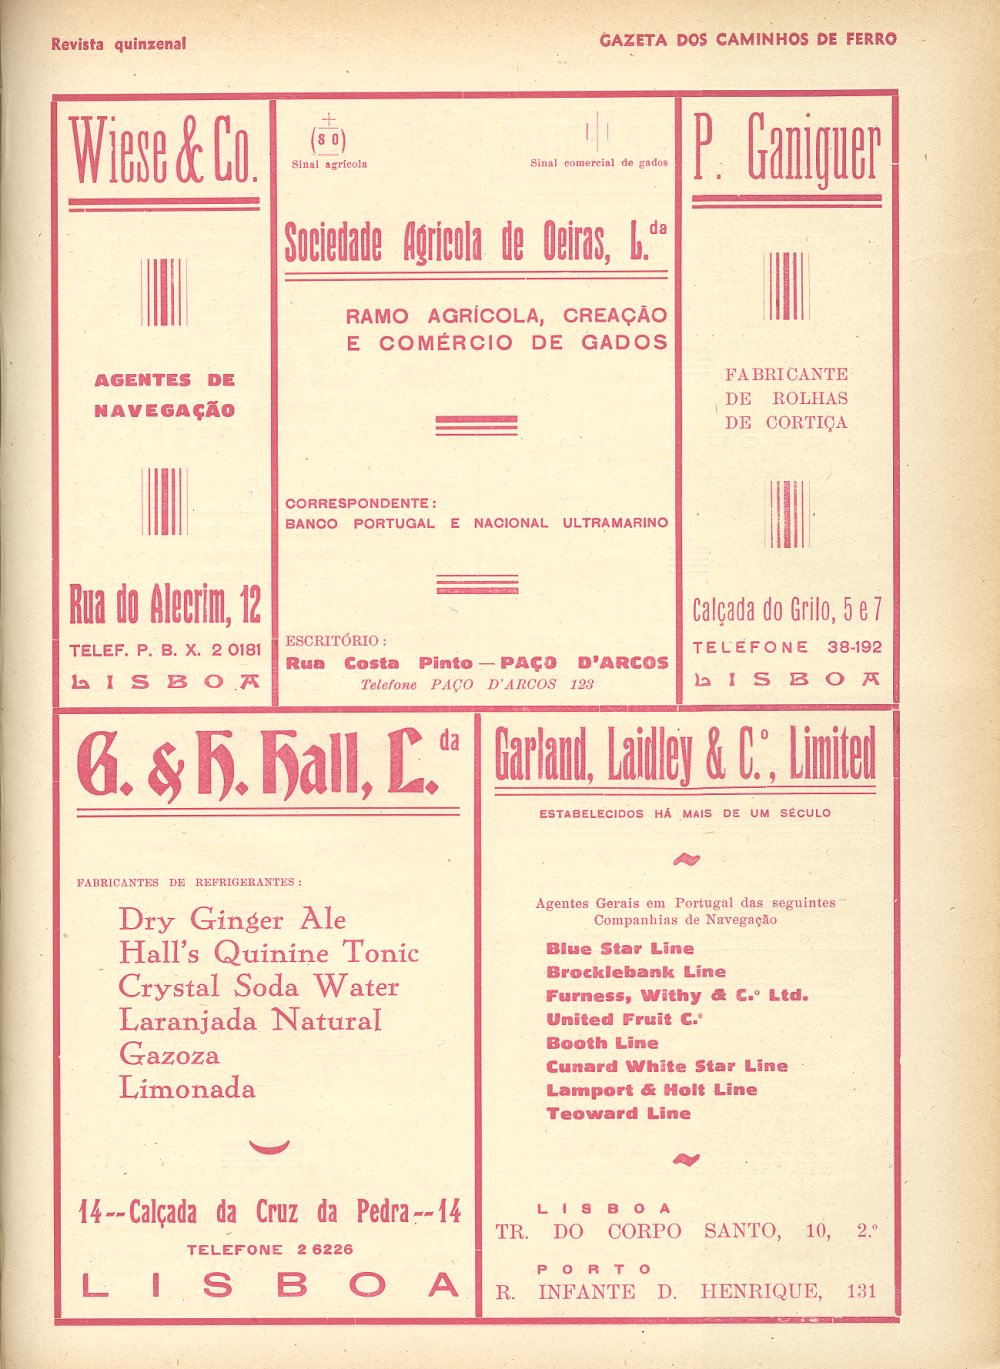 Revista quinzenal
GAZETA DOS CAMINHOS DE FERRO
Wiese & Co.
AGENTES DE
NAVEGAÇÃO
Rua do Alecrim, 12
TELEF. P. B. X. 2 0181
LISBOA
(80)
Sinal agrícola
Sinal comercial de gados
Sociedade Agrícola de Oeiras, L.da
RAMO AGRÍCOLA, CREAÇÃO
E COMÉRCIO DE GADOS
CORRESPONDENTE:
BANCO PORTUGAL E NACIONAL ULTRAMARINO
ESCRITÓRIO:
Rua Costa Pinto — PAÇO D'ARCOS
Telefone PAÇO D'ARCOS 123
P. Ganiguer
FABRICANTE
DE ROLHAS
DE CORTIÇA
Calçada do Grilo, 5 e 7
TELEFONE 38-192
LISBOA
G. & H. Hall, L.da
FABRICANTES DE REFRIGERANTES:
Dry Ginger Ale
Hall's Quinine Tonic
Crystal Soda Water
Laranjada Natural
Gazoza
Limonada
14--Calçada da Cruz da Pedra--14
TELEFONE 2 6226
LISBOA
Garland, Laidley & C.º, Limited
ESTABELECIDOS HÁ MAIS DE UM SÉCULO
Agentes Gerais em Portugal das seguintes
Companhias de Navegação
Blue Star Line
Brocklebank Line
Furness, Withy & C.º Ltd.
United Fruit C.º
Booth Line
Cunard White Star Line
Lamport & Holt Line
Teoward Line
LISBOA
TR. DO CORPO SANTO, 10, 2.º
PORTO
R. INFANTE D. HENRIQUE, 131